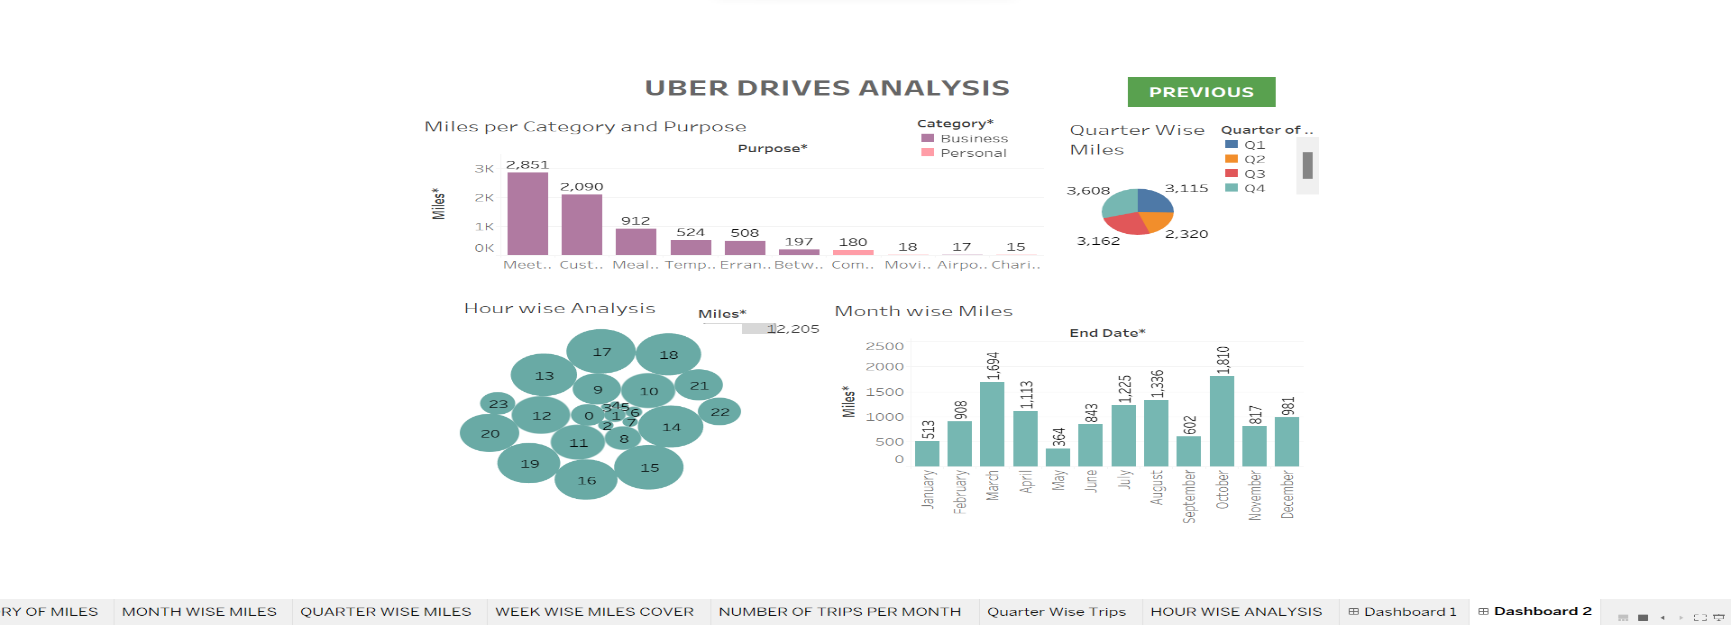 UBER DRIVES ANALYSIS
PREVIOUS
Miles per Category and Purpose
Category*
Business
Personal
Purpose*
Miles*
3K
2K
1K
0K
2,851
2,090
912
524
508
197
180
18
17
15
Meet..
Cust..
Meal..
Temp..
Erran..
Betw..
Com..
Movi..
Airpo..
Chari..
Quarter Wise
Miles
Quarter of ..
Q1
Q2
Q3
Q4
3,608
3,115
3,162
2,320
Hour wise Analysis
Miles*
12,205
17
18
13
9
10
21
23
12
0
3
4
5
1
6
2
7
22
20
11
8
14
19
16
15
Month wise Miles
End Date*
Miles*
2500
2000
1500
1000
500
0
513
908
1,694
1,113
364
843
1,225
1,336
602
1,810
817
981
January
February
March
April
May
June
July
August
September
October
November
December
RY OF MILES
MONTH WISE MILES
QUARTER WISE MILES
WEEK WISE MILES COVER
NUMBER OF TRIPS PER MONTH
Quarter Wise Trips
HOUR WISE ANALYSIS
Dashboard 1
Dashboard 2